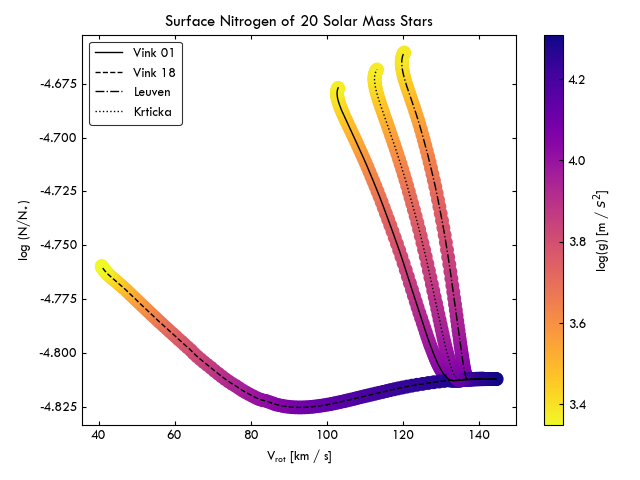 Surface Nitrogen of 20 Solar Mass Stars
Vink 01
Vink 18
Leuven
Krticka
log (N/N⋆)
-4.675
-4.700
-4.725
-4.750
-4.775
-4.800
-4.825
40
60
80
100
120
140
V_rot [km / s]
4.2
4.0
3.8
3.6
3.4
log(g) [m / s²]